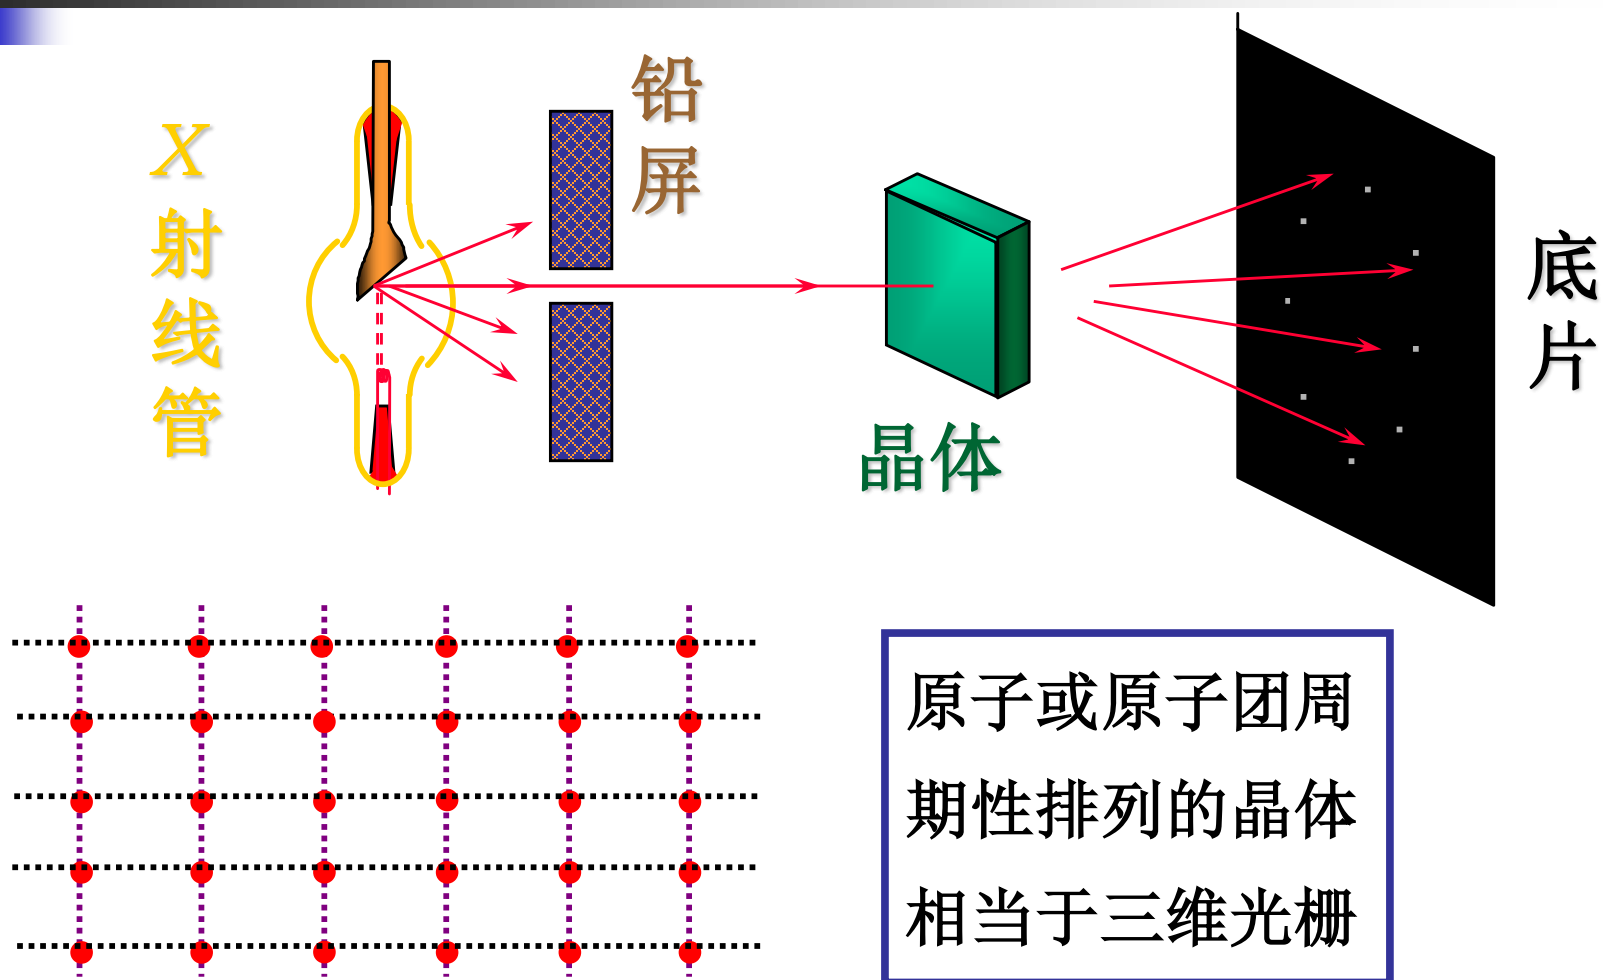 X
射
线
管
铅
屏
晶体
底
片
原子或原子团周
期性排列的晶体
相当于三维光栅